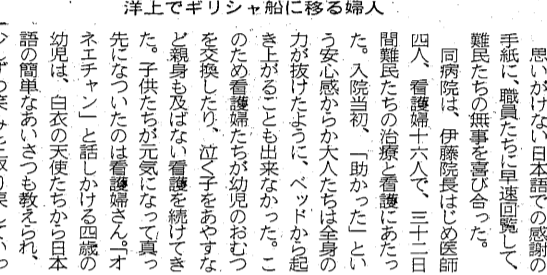 洋上でギリシャ船に移る婦人
思いがけない日本語での感謝の
手紙に、職員たちに早速回覧して、
難民たちの無事を喜び合った。
同病院は、伊藤院長はじめ医師
四人、看護婦十六人で、三十二日
間難民たちの治療と看護にあたっ
た。入院当初、「助かった」とい
う安心感からか大人たちは全身の
力が抜けたように、ベッドから起
き上がることも出来なかった。こ
のため看護婦たちが幼児のおむつ
を交換したり、泣く子をあやすな
ど親身も及ばない看護を続けてき
た。子供たちが元気になって真っ
先になついたのは看護婦さん。「オ
ネエチャン」と話しかける四歳の
幼児は、白衣の天使たちから日本
語の簡単なあいさつも教えられ、